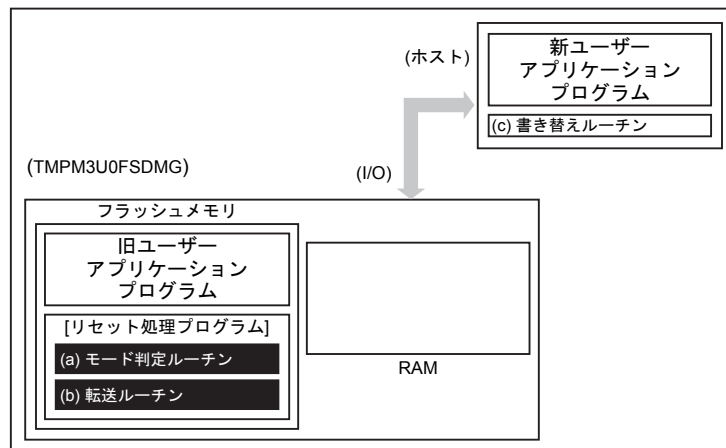 (ホスト)
新ユーザー
アプリケーション
プログラム
(c) 書き替えルーチン
(TMPM3U0FSDMG)
(I/O)
フラッシュメモリ
旧ユーザー
アプリケーション
プログラム
[リセット処理プログラム]
(a) モード判定ルーチン
(b) 転送ルーチン
RAM